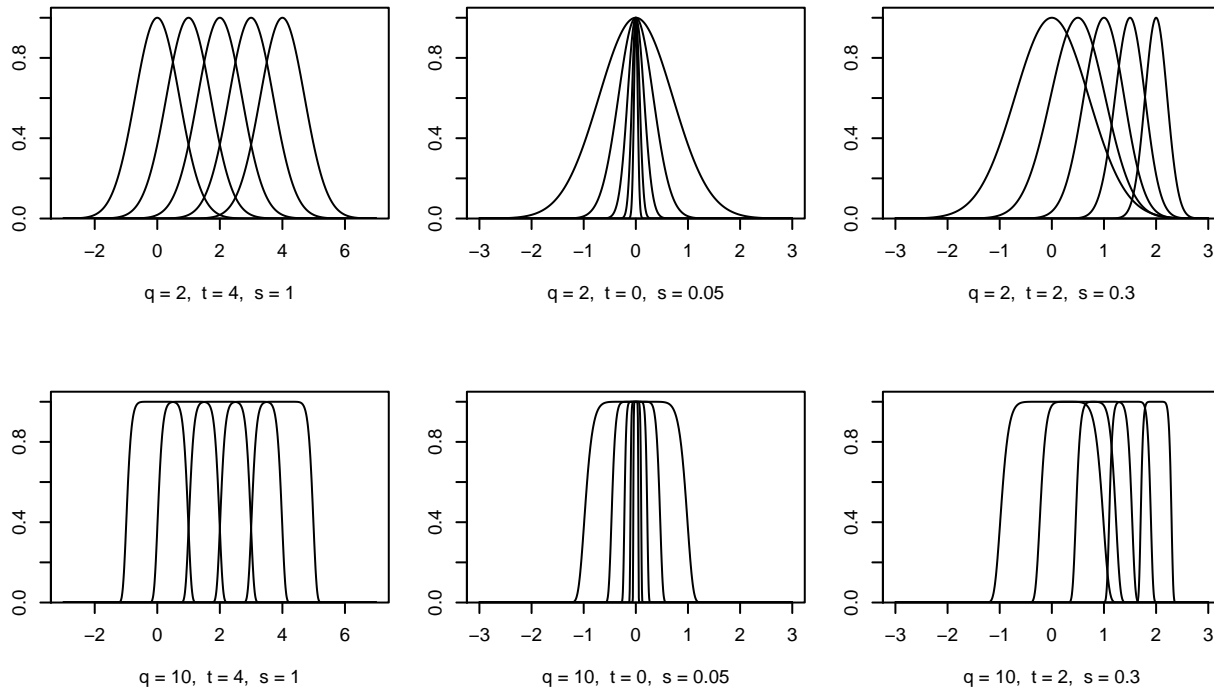 0.0 0.4 0.8
−2 0 2 4 6
q = 2, t = 4, s = 1
0.0 0.4 0.8
−3 −2 −1 0 1 2 3
q = 2, t = 0, s = 0.05
0.0 0.4 0.8
−3 −2 −1 0 1 2 3
q = 2, t = 2, s = 0.3
0.0 0.4 0.8
−2 0 2 4 6
q = 10, t = 4, s = 1
0.0 0.4 0.8
−3 −2 −1 0 1 2 3
q = 10, t = 0, s = 0.05
0.0 0.4 0.8
−3 −2 −1 0 1 2 3
q = 10, t = 2, s = 0.3